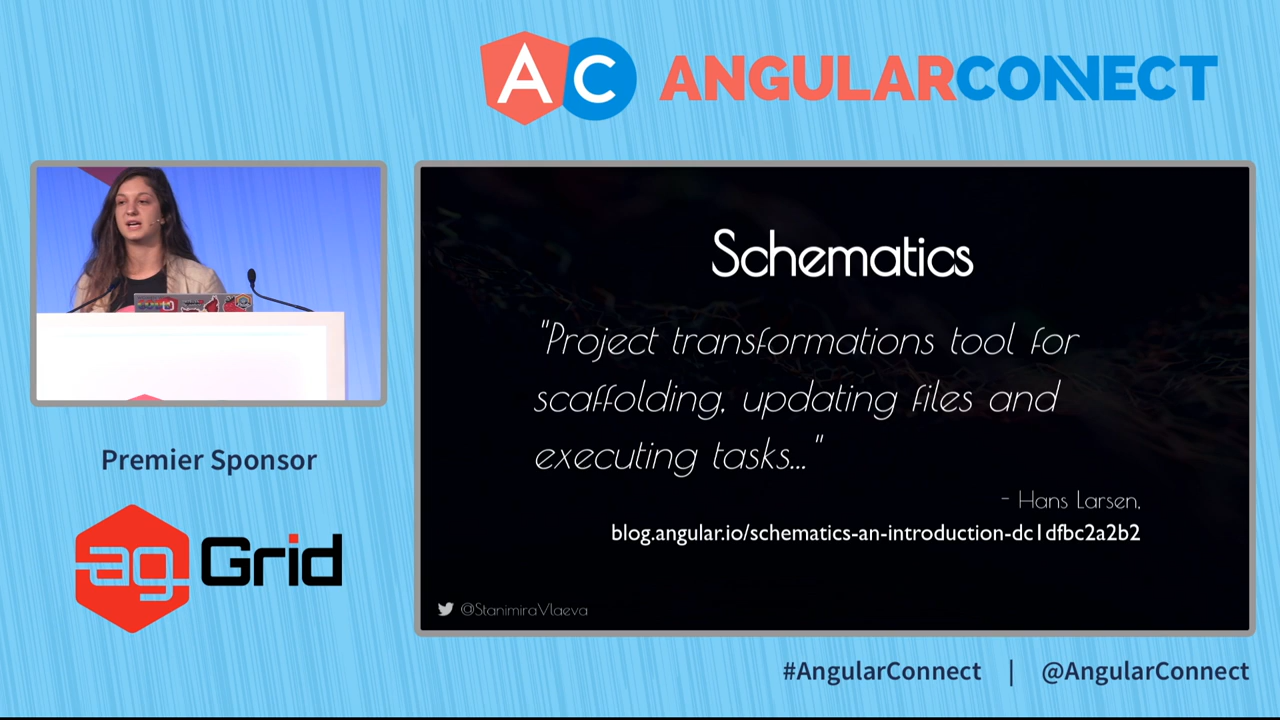 AC ANGULARCONNECT
Schematics
"Project transformations tool for
scaffolding, updating files and
executing tasks..."
- Hans Larsen,
blog.angular.io/schematics-an-introduction-dc1dfbc2a2b2
@StanimiraVlaeva
Premier Sponsor
ag Grid
#AngularConnect | @AngularConnect